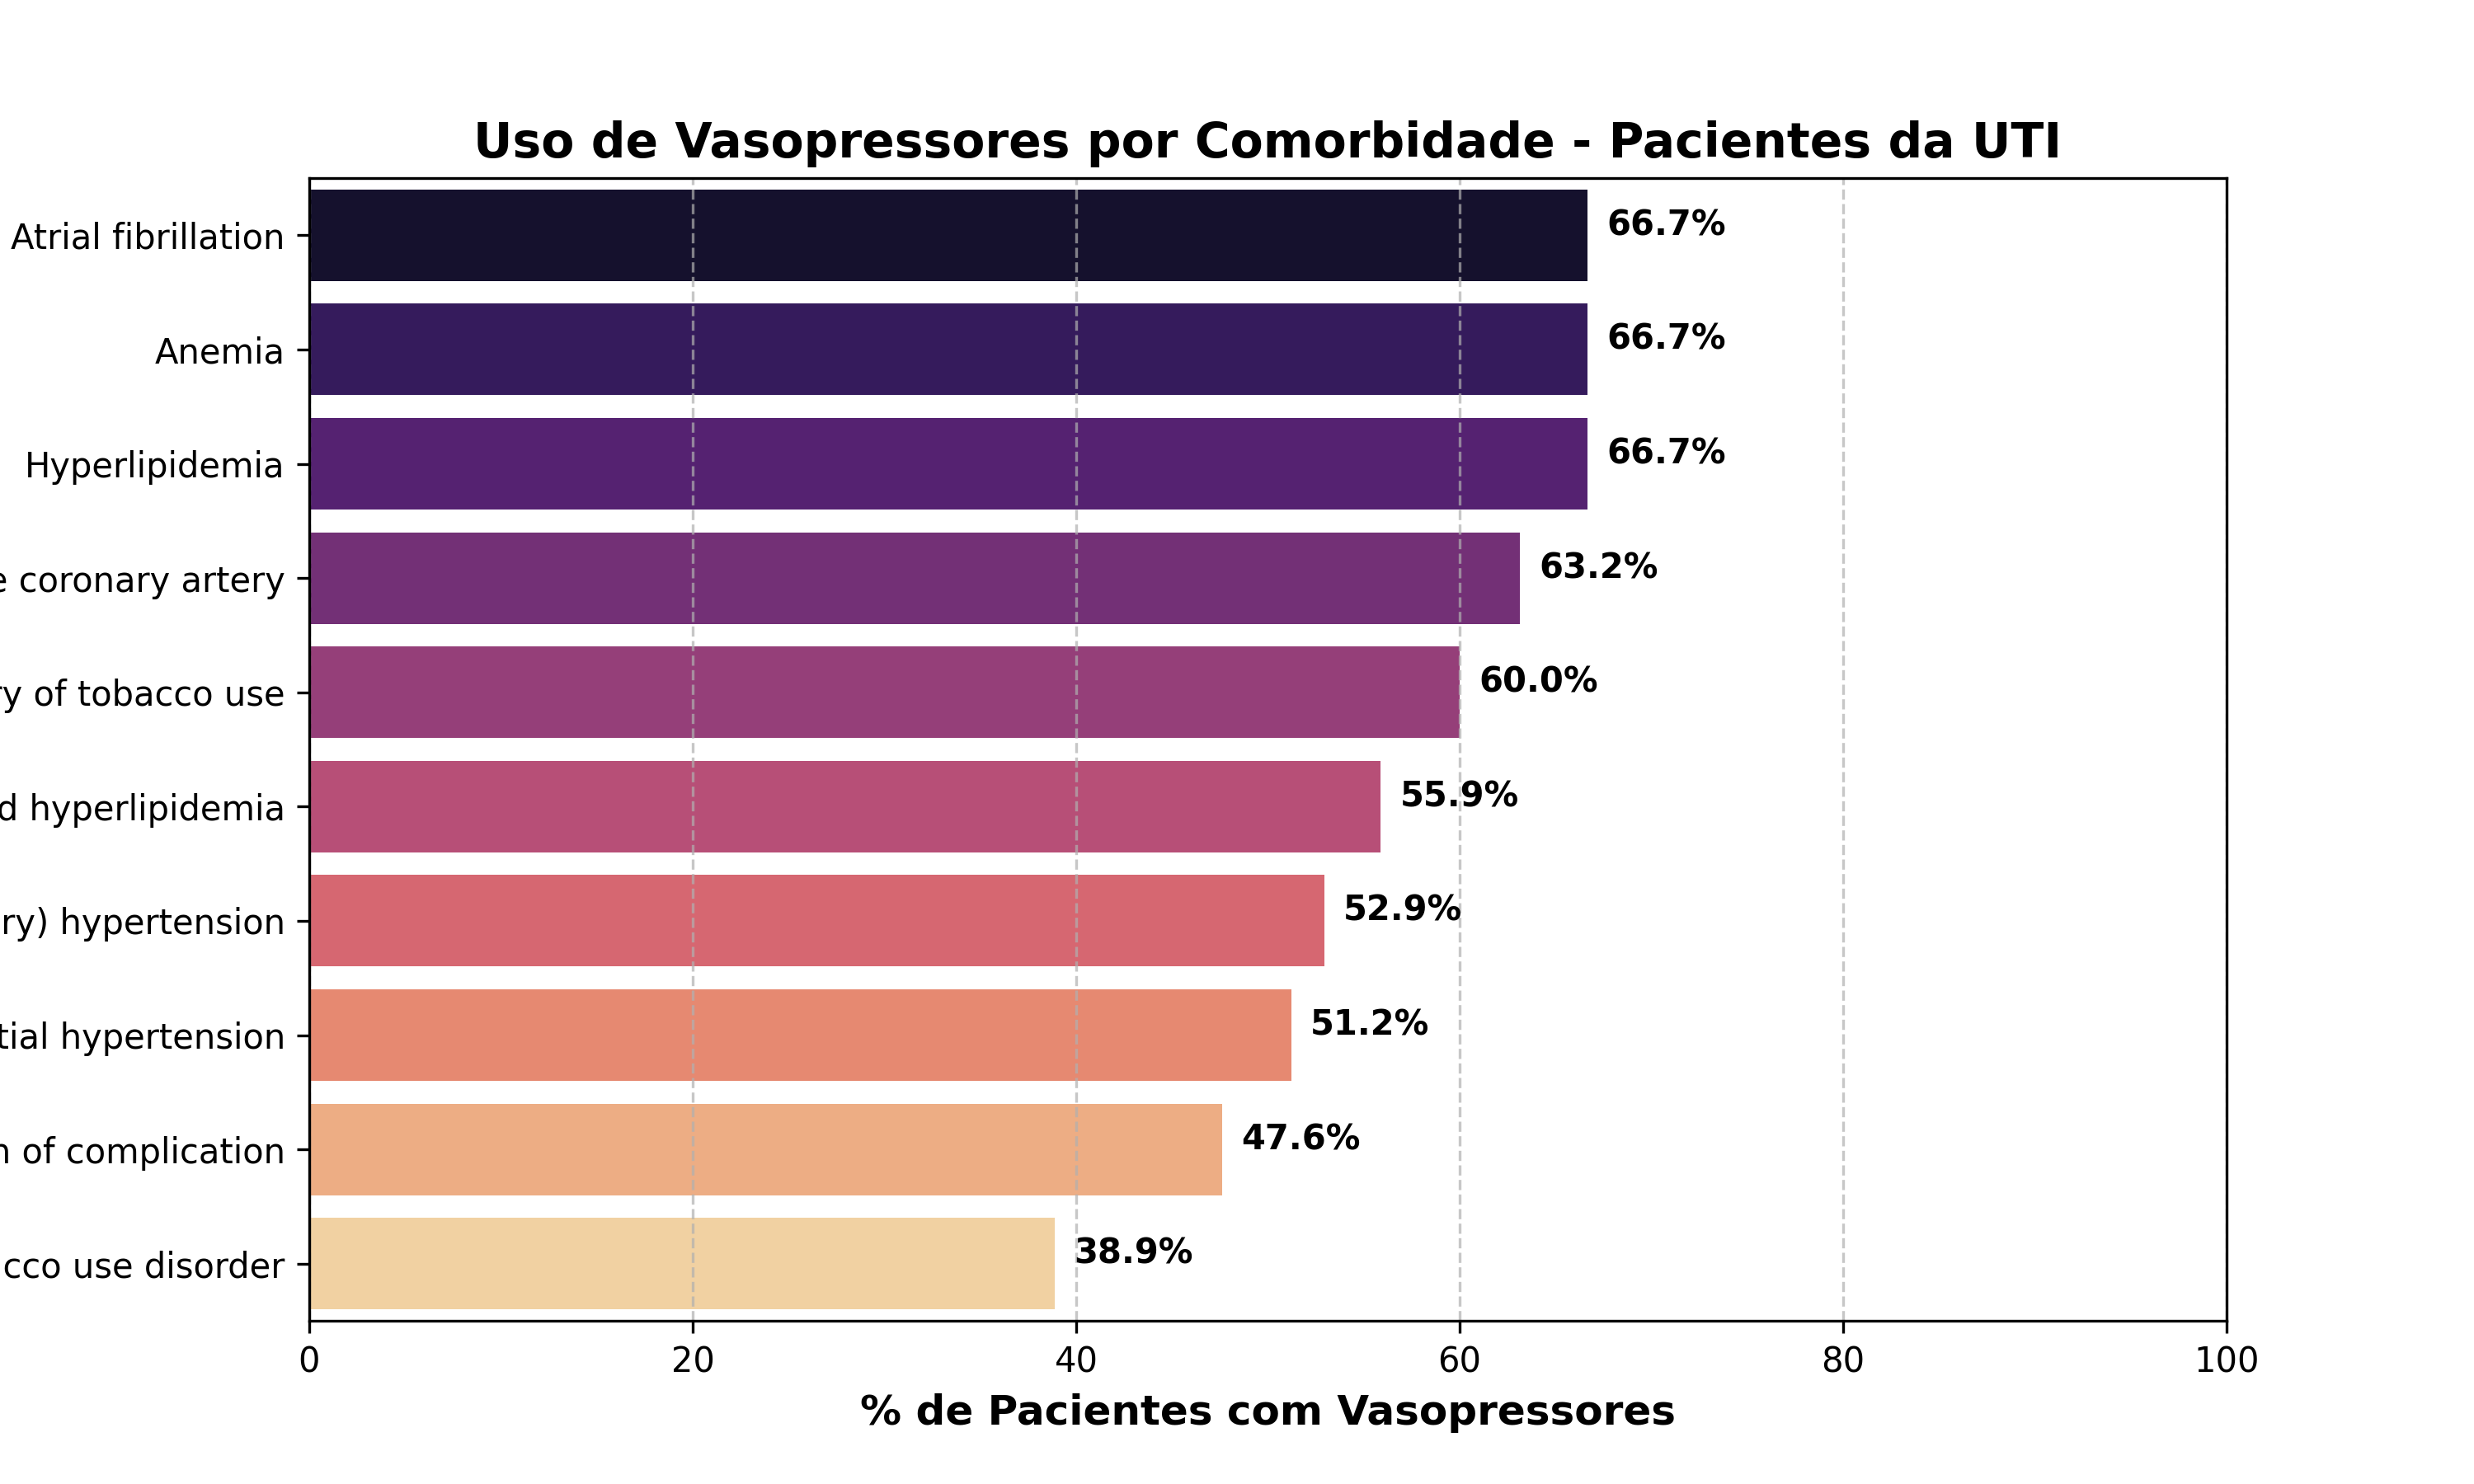 Uso de Vasopressores por Comorbidade - Pacientes da UTI
Atrial fibrillation 66.7%
Anemia 66.7%
Hyperlipidemia 66.7%
coronary artery 63.2%
of tobacco use 60.0%
hyperlipidemia 55.9%
ry) hypertension 52.9%
tial hypertension 51.2%
of complication 47.6%
cco use disorder 38.9%
0 20 40 60 80 100
% de Pacientes com Vasopressores